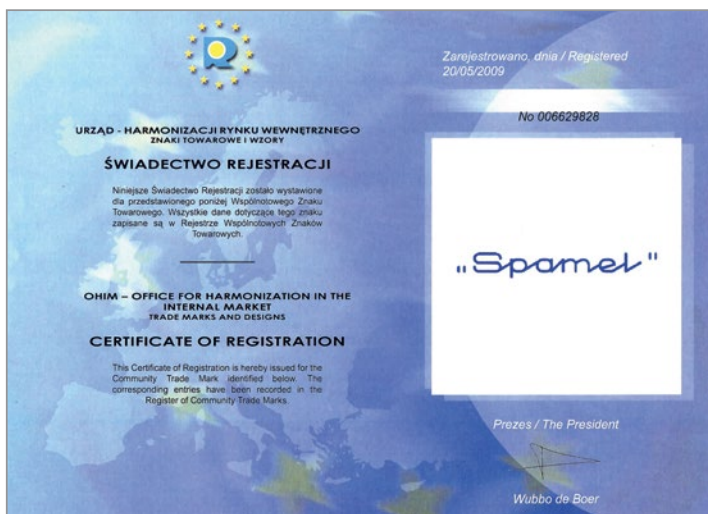 URZĄD - HARMONIZACJI RYNKU WEWNĘTRZNEGO
ZNAKI TOWAROWE I WZORY
ŚWIADECTWO REJESTRACJI
Niniejsze Świadectwo Rejestracji zostało wystawione
dla przedstawionego poniżej Wspólnotowego Znaku
Towarowego. Wszystkie dane dotyczące tego znaku
zapisane są w Rejestrze Wspólnotowych Znaków
Towarowych.
OHIM – OFFICE FOR HARMONIZATION IN THE
INTERNAL MARKET
TRADE MARKS AND DESIGNS
CERTIFICATE OF REGISTRATION
This Certificate of Registration is hereby issued for the
Community Trade Mark identified below. The
corresponding entries have been recorded in the
Register of Community Trade Marks.
Zarejestrowano, dnia / Registered
20/05/2009
No 006629828
"Spamel"
Prezes / The President
Wubbo de Boer